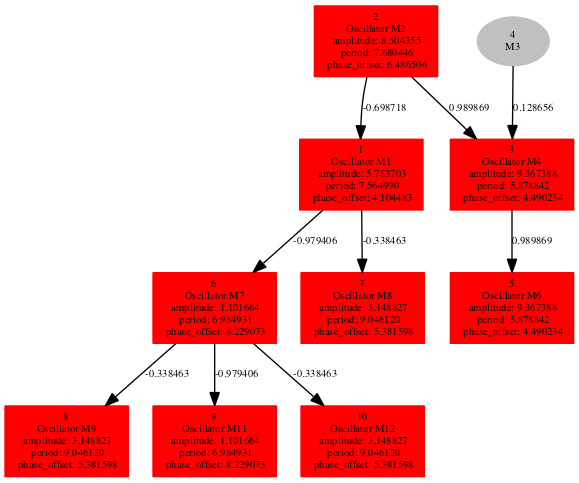 2
Oscillator M2
amplitude: 8.504355
period: 7.680446
phase_offset: 6.486506
4
M3
-0.698718
0.989869
0.128656
1
Oscillator M1
amplitude: 5.783703
period: 7.564990
phase_offset: 4.104483
3
Oscillator M4
amplitude: 9.367388
period: 5.878842
phase_offset: 4.490234
-0.979406
-0.338463
0.989869
6
Oscillator M7
amplitude: 1.101664
period: 6.984931
phase_offset: 8.229073
7
Oscillator M8
amplitude: 3.148827
period: 9.046120
phase_offset: 5.381598
5
Oscillator M6
amplitude: 9.367388
period: 5.878842
phase_offset: 4.490234
-0.338463
-0.979406
-0.338463
8
Oscillator M9
amplitude: 3.148827
period: 9.046120
phase_offset: 5.381598
9
Oscillator M11
amplitude: 1.101664
period: 6.984931
phase_offset: 8.229073
10
Oscillator M12
amplitude: 3.148827
period: 9.046120
phase_offset: 5.381598